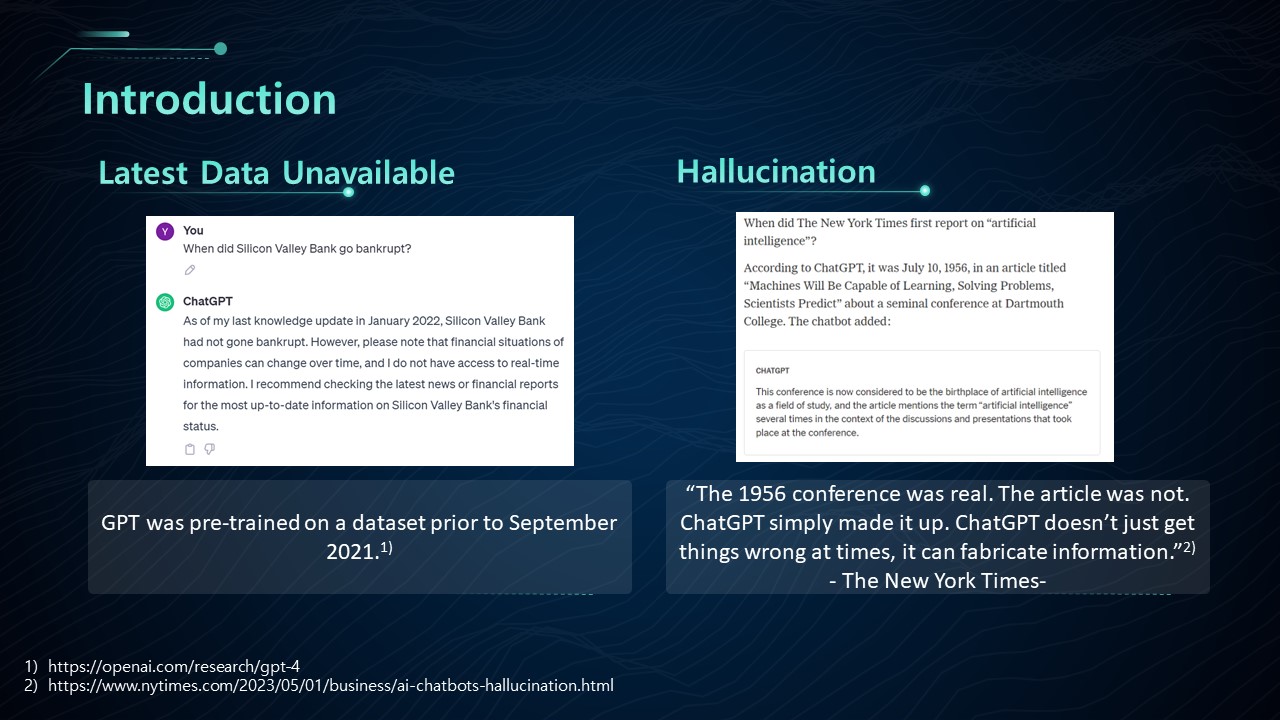 Introduction
Latest Data Unavailable
Y
You
When did Silicon Valley Bank go bankrupt?
ChatGPT
As of my last knowledge update in January 2022, Silicon Valley Bank
had not gone bankrupt. However, please note that financial situations of
companies can change over time, and I do not have access to real-time
information. I recommend checking the latest news or financial reports
for the most up-to-date information on Silicon Valley Bank's financial
status.
GPT was pre-trained on a dataset prior to September
2021.1)
Hallucination
When did The New York Times first report on “artificial
intelligence”?
According to ChatGPT, it was July 10, 1956, in an article titled
“Machines Will Be Capable of Learning, Solving Problems,
Scientists Predict” about a seminal conference at Dartmouth
College. The chatbot added:
CHATGPT
This conference is now considered to be the birthplace of artificial intelligence
as a field of study, and the article mentions the term “artificial intelligence”
several times in the context of the discussions and presentations that took
place at the conference.
“The 1956 conference was real. The article was not.
ChatGPT simply made it up. ChatGPT doesn’t just get
things wrong at times, it can fabricate information.”2)
- The New York Times-
1) https://openai.com/research/gpt-4
2) https://www.nytimes.com/2023/05/01/business/ai-chatbots-hallucination.html